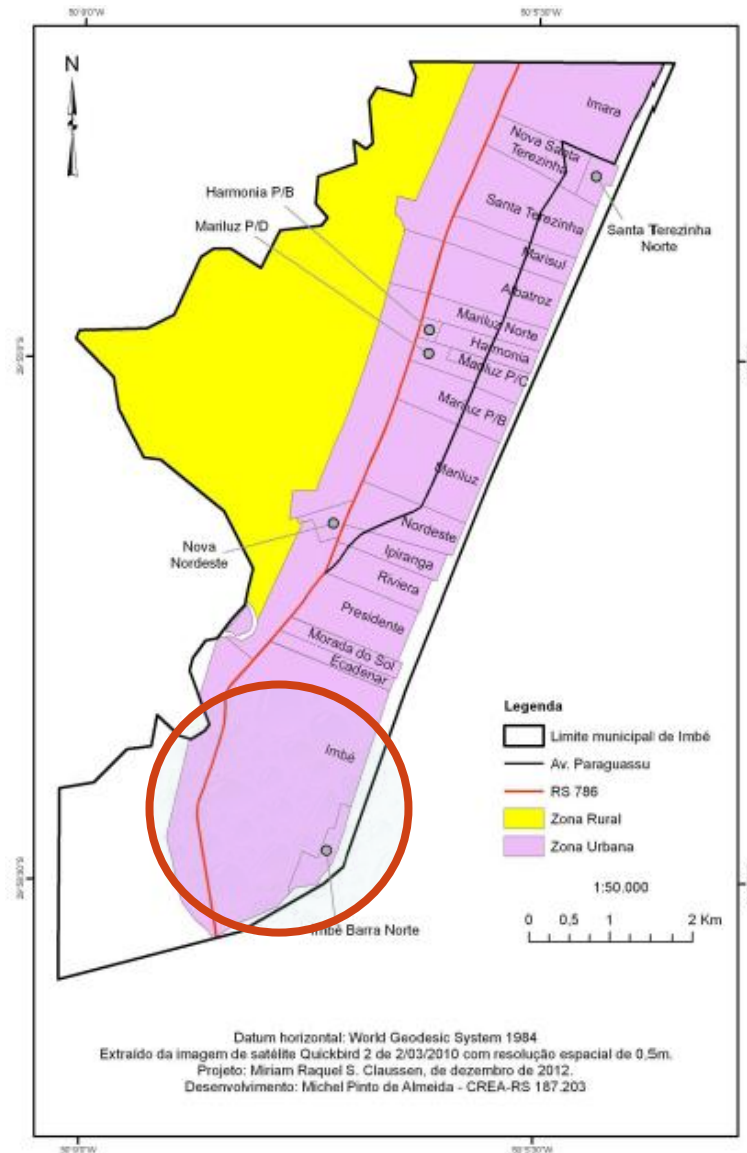 50°5'30"W
N
Imara
Nova Santa
Terezinha
Harmonia P/B
Santa Terezinha
Mariluz P/D
Santa Terezinha
Norte
Marisul
Albatroz
Mariluz Norte
Harmonia
Mariluz P/C
Mariluz P/B
Mariluz
Nordeste
Nova
Nordeste
Ipiranga
Riviera
Presidente
Morada do Sol
Ecadenar
Imbé
Imbé Barra Norte
Legenda
Limite municipal de Imbé
Av. Paraguassu
RS 786
Zona Rural
Zona Urbana
1:50.000
0 0,5 1 2 Km
Datum horizontal: World Geodesic System 1984
Extraído da imagem de satélite Quickbird 2 de 2/03/2010 com resolução espacial de 0,5m.
Projeto: Miriam Raquel S. Claussen, de dezembro de 2012.
Desenvolvimento: Michel Pinto de Almeida - CREA-RS 187.203